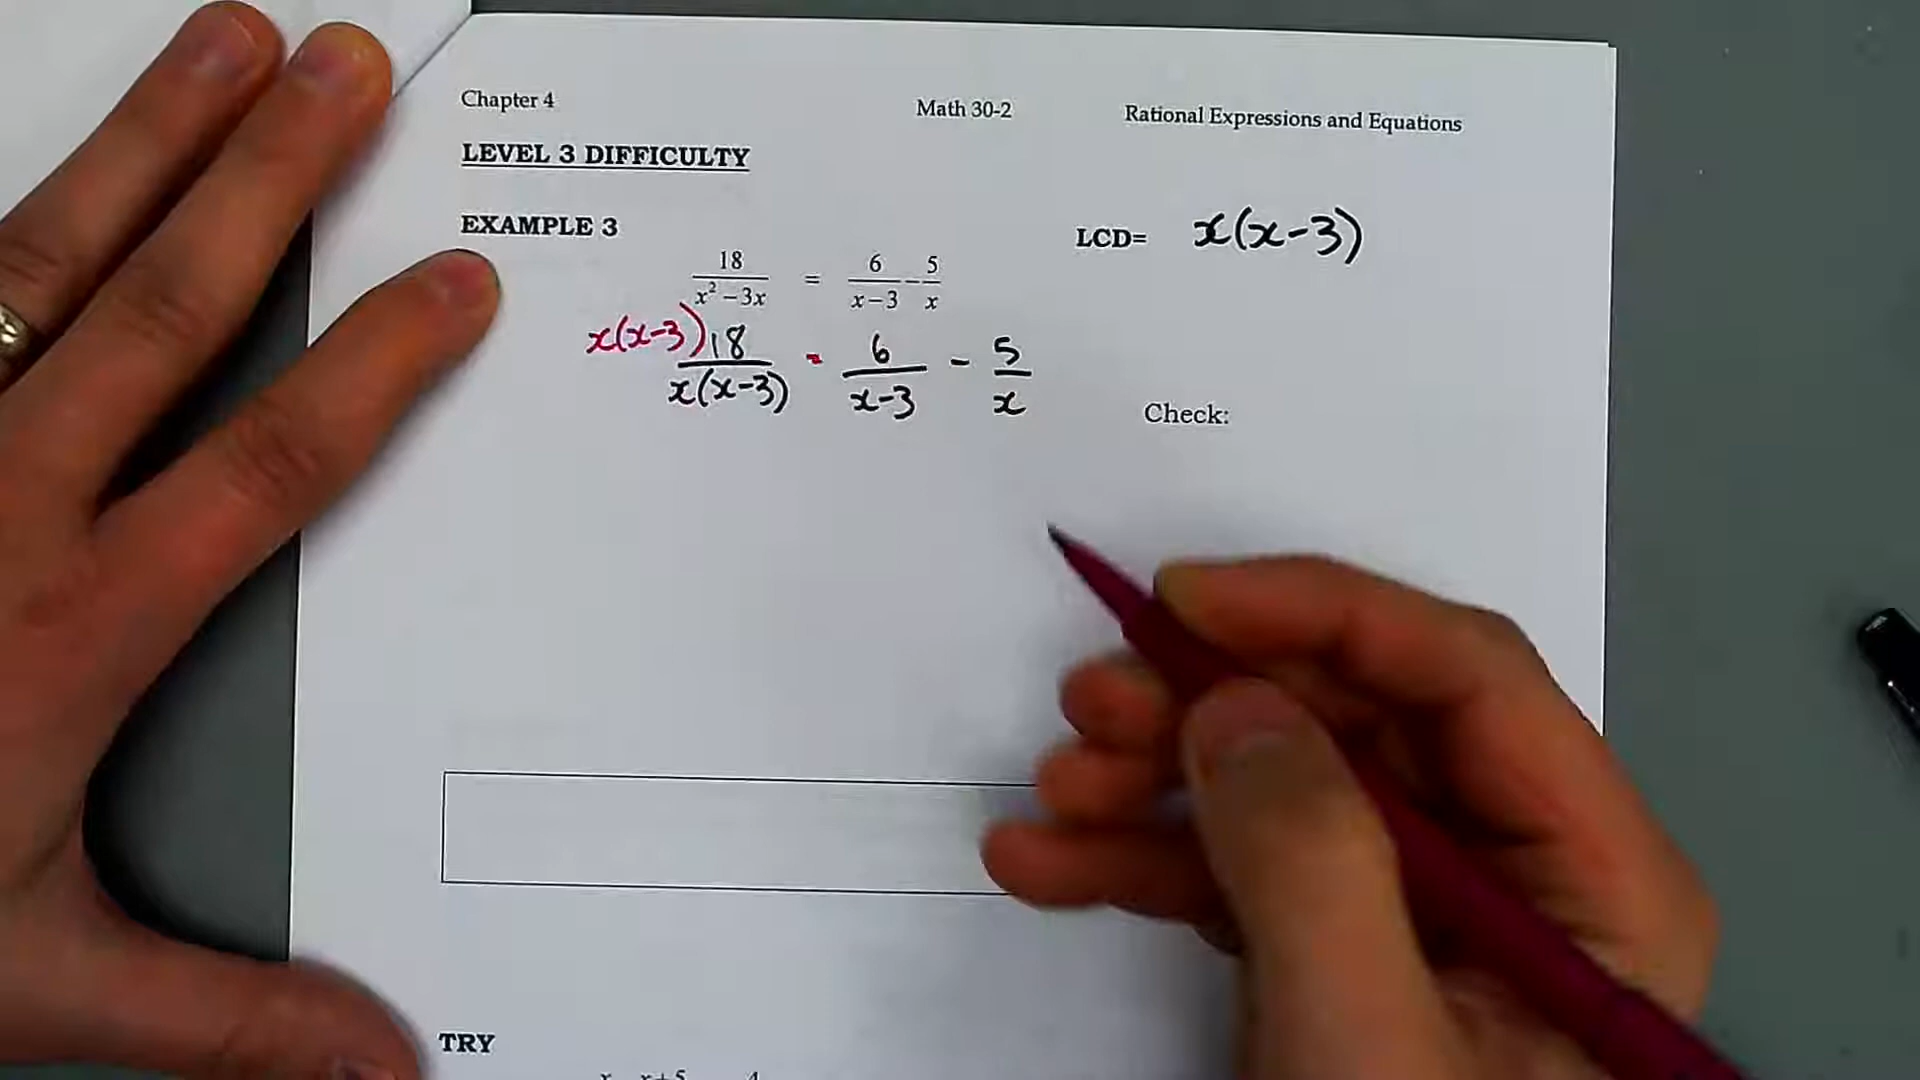 Chapter 4 Math 30-2 Rational Expressions and Equations
LEVEL 3 DIFFICULTY
EXAMPLE 3
LCD= x(x-3)
18/(x² – 3x) = 6/(x – 3) – 5/x
x(x-3) 18/(x(x-3)) = 6/(x-3) - 5/x
Check:
TRY